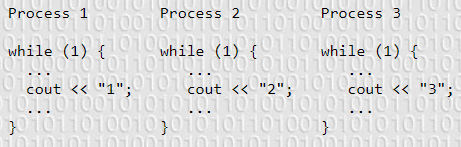 Process 1 Process 2 Process 3
while (1) { while (1) { while (1) {
... ... ...
cout << "1"; cout << "2"; cout << "3";
... ... ...
} } }